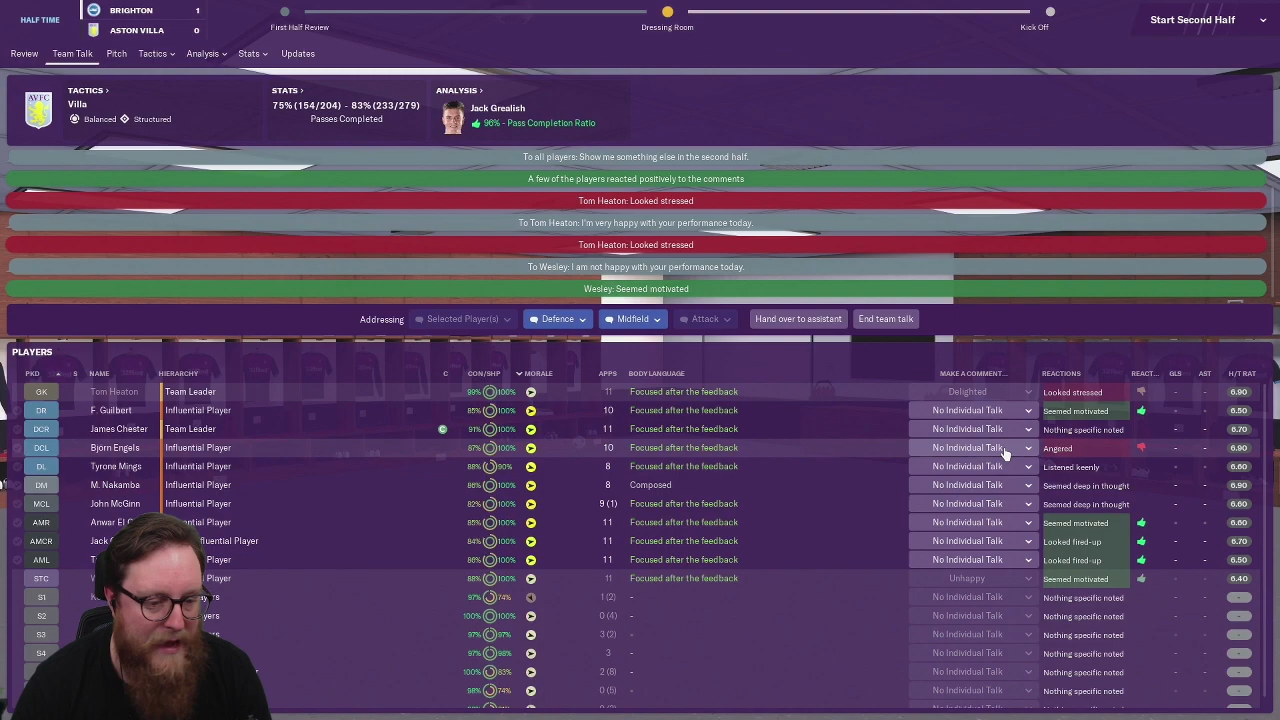 HALF TIME
BRIGHTON 1
ASTON VILLA 0
First Half Review
Dressing Room
Kick Off
Start Second Half
Review Team Talk Pitch Tactics Analysis Stats Updates
AVFC
TACTICS
Villa
Balanced Structured
STATS
75% (154/204) - 83% (233/279)
Passes Completed
ANALYSIS
Jack Grealish
96% - Pass Completion Ratio
To all players: Show me something else in the second half.
A few of the players reacted positively to the comments
Tom Heaton: Looked stressed
To Tom Heaton: I'm very happy with your performance today.
Tom Heaton: Looked stressed
To Wesley: I am not happy with your performance today.
Wesley: Seemed motivated
Addressing Selected Player(s) Defence Midfield Attack Hand over to assistant End team talk
PLAYERS
PKD S NAME HIERARCHY C CON/SHP MORALE APPS BODY LANGUAGE MAKE A COMMENT... REACTIONS REACT... GLS AST H/T RAT
GK Tom Heaton Team Leader 99% 100% 11 Focused after the feedback Delighted Looked stressed - - 6.90
DR F. Guilbert Influential Player 85% 100% 10 Focused after the feedback No Individual Talk Seemed motivated - - 6.50
DCR James Chester Team Leader C 91% 100% 11 Focused after the feedback No Individual Talk Nothing specific noted - - 6.70
DCL Björn Engels Influential Player 87% 100% 10 Focused after the feedback No Individual Talk Angered - - 6.90
DL Tyrone Mings Influential Player 88% 90% 8 Focused after the feedback No Individual Talk Listened keenly - - 6.60
DM M. Nakamba Influential Player 86% 100% 8 Composed No Individual Talk Seemed deep in thought - - 6.90
MCL John McGinn Influential Player 82% 100% 9 (1) Focused after the feedback No Individual Talk Seemed deep in thought - - 6.60
AMR Anwar El G Player 85% 100% 11 Focused after the feedback No Individual Talk Seemed motivated - - 6.60
AMCR Jack Influential Player 84% 100% 11 Focused after the feedback No Individual Talk Looked fired-up - - 6.70
AML T Player 86% 100% 11 Focused after the feedback No Individual Talk Looked fired-up - - 6.50
STC W Player 88% 100% 11 Focused after the feedback Unhappy Seemed motivated - - 6.40
S1 97% 74% 1 (2) - No Individual Talk Nothing specific noted - - -
S2 100% 100% 0 (4) - No Individual Talk Nothing specific noted - - -
S3 97% 97% 3 (2) - No Individual Talk Nothing specific noted - - -
S4 97% 98% 3 - No Individual Talk Nothing specific noted - - -
100% 83% 2 (8) - No Individual Talk Nothing specific noted - - -
98% 74% 0 (5) - No Individual Talk Nothing specific noted - - -